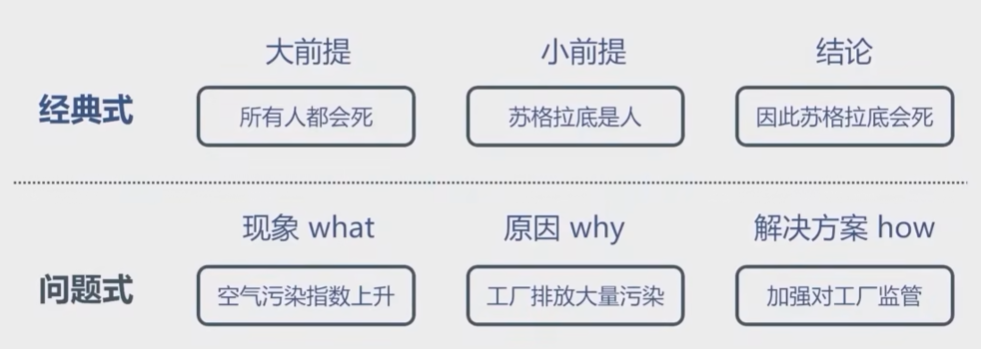 大前提 小前提 结论
经典式 所有人都会死 苏格拉底是人 因此苏格拉底会死
现象 what 原因 why 解决方案 how
问题式 空气污染指数上升 工厂排放大量污染 加强对工厂监管